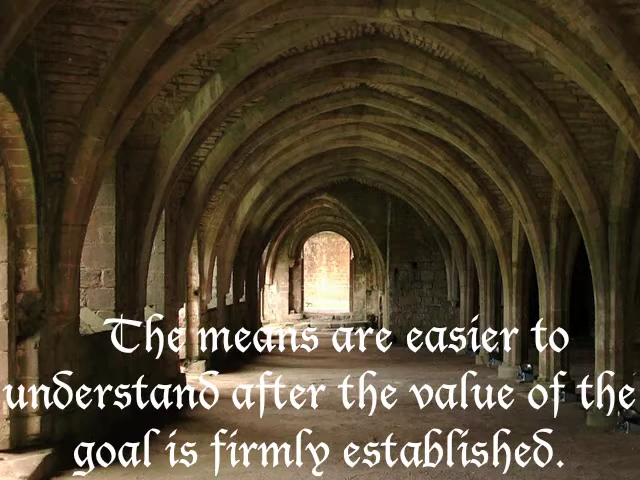 The means are easier to
understand after the value of the
goal is firmly established.